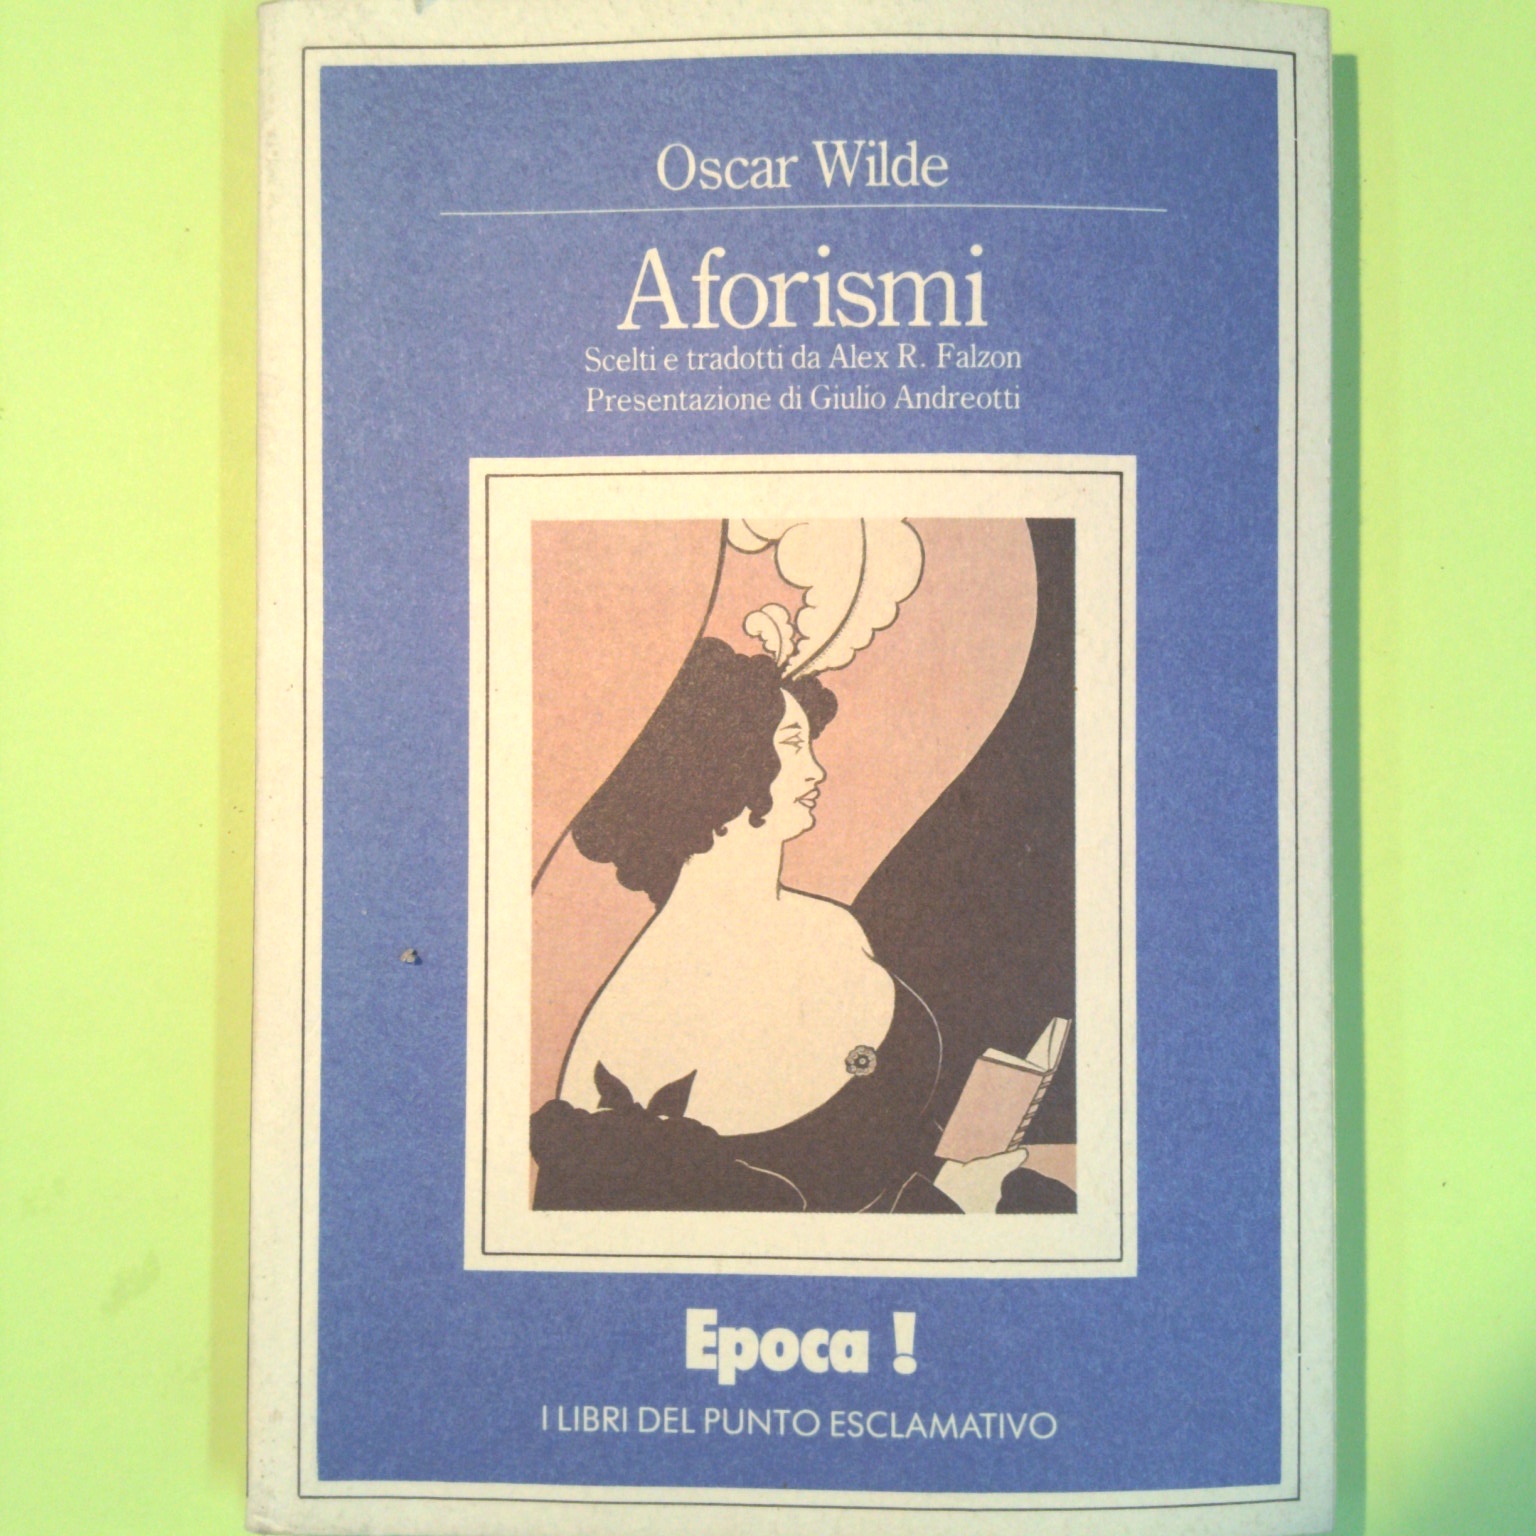 Oscar Wilde
Aforismi
Scelti e tradotti da Alex R. Falzon
Presentazione di Giulio Andreotti
Epoca !
I LIBRI DEL PUNTO ESCLAMATIVO